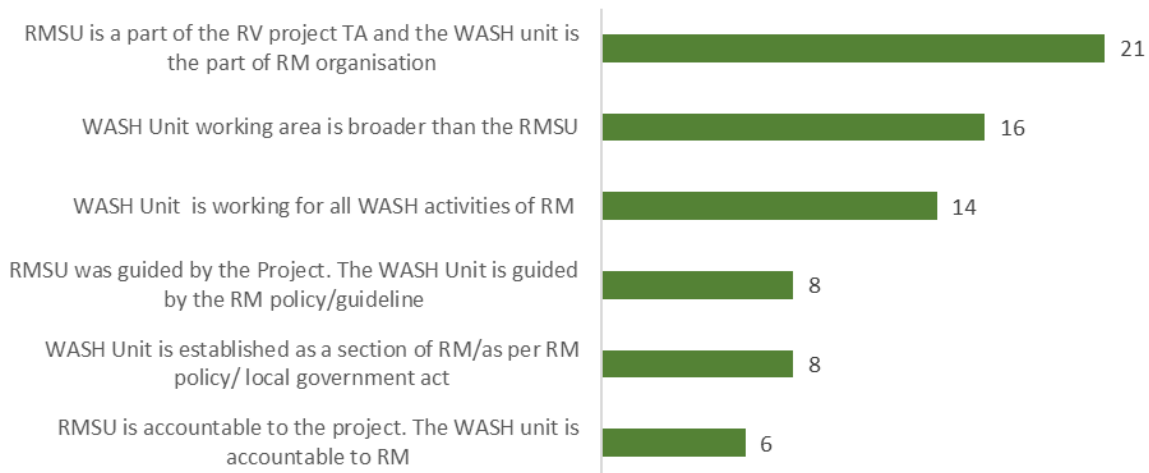 RMSU is a part of the RV project TA and the WASH unit is
the part of RM organisation
21
WASH Unit working area is broader than the RMSU
16
WASH Unit  is working for all WASH activities of RM
14
RMSU was guided by the Project. The WASH Unit is guided
by the RM policy/guideline
8
WASH Unit is established as a section of RM/as per RM
policy/ local government act
8
RMSU is accountable to the project. The WASH unit is
accountable to RM
6